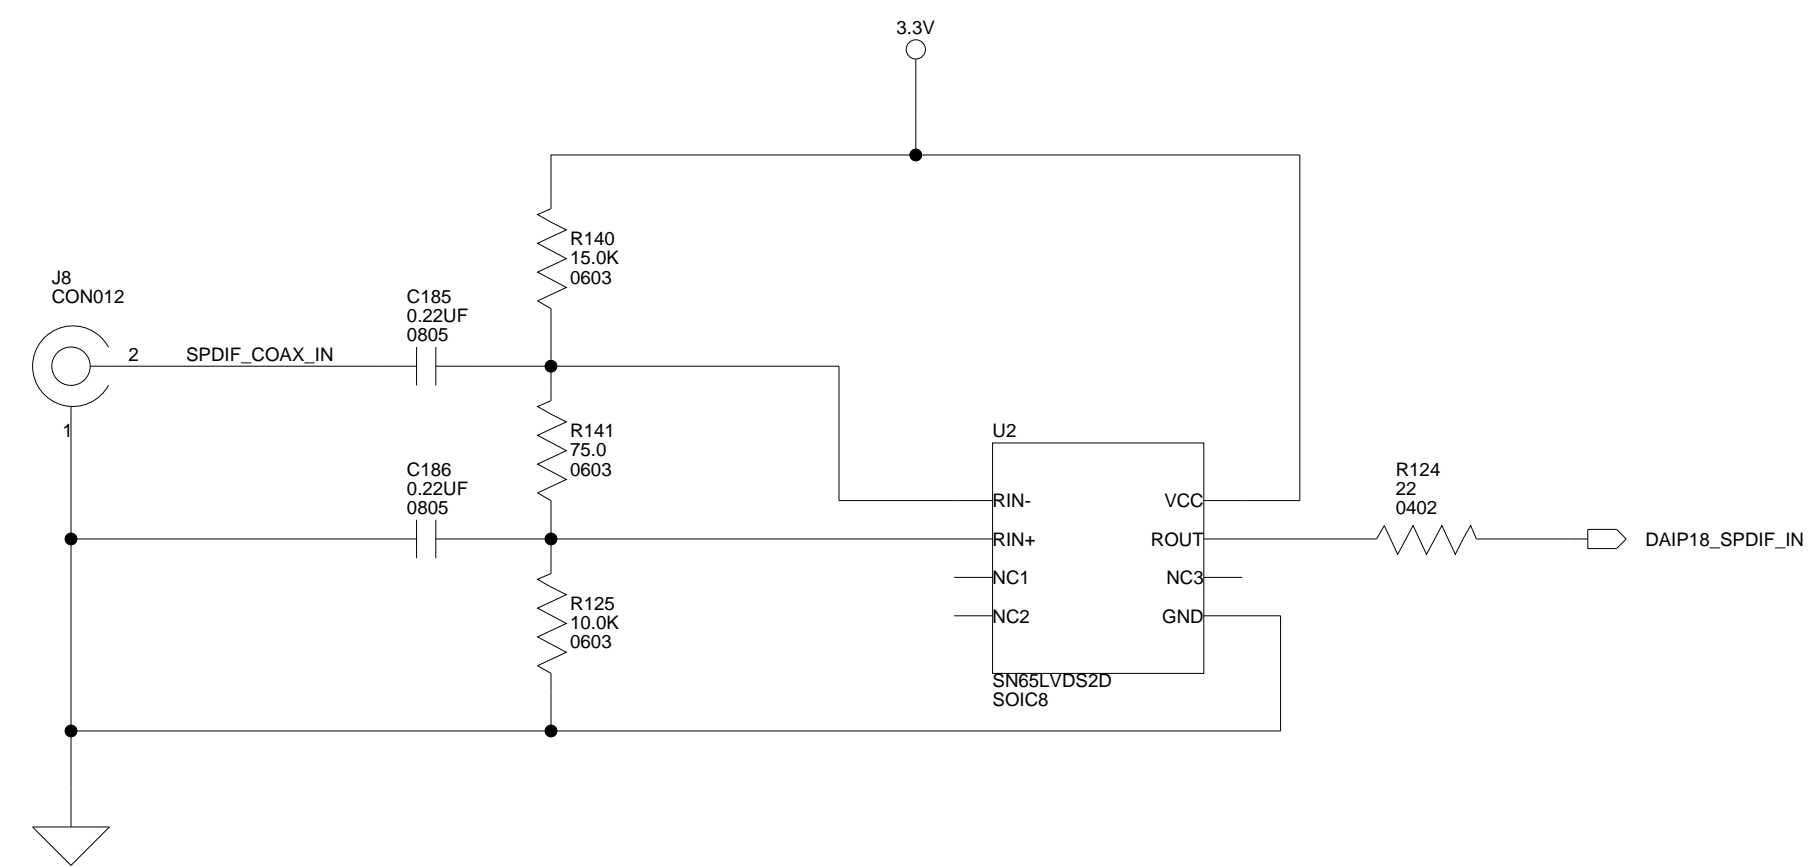 3.3V
R140
15.0K
0603
J8
CON012
C185
0.22UF
0805
2
SPDIF_COAX_IN
1
R141
75.0
0603
C186
0.22UF
0805
U2
RIN-
VCC
RIN+
ROUT
NC1
NC3
NC2
GND
SN65LVDS2D
SOIC8
R124
22
0402
DAIP18_SPDIF_IN
R125
10.0K
0603